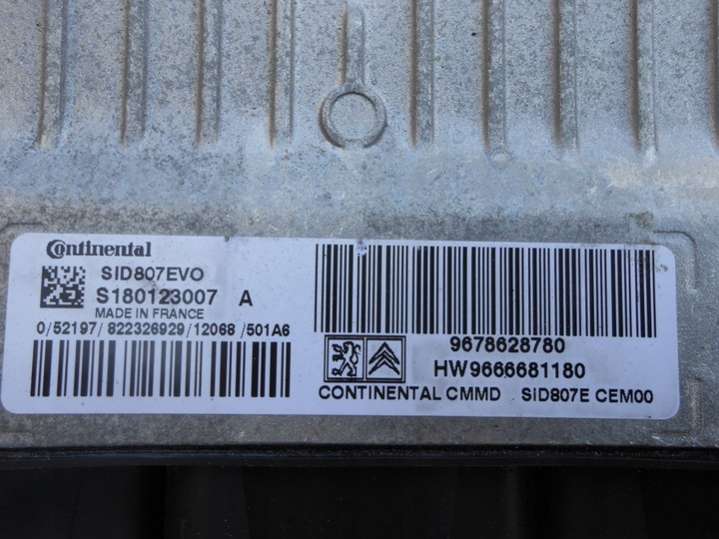 Continental
SID807EVO
S180123007 A
MADE IN FRANCE
0/52197/822326929/12068/501A6
9678628780
HW9666681180
CONTINENTAL CMMD SID807E CEM00